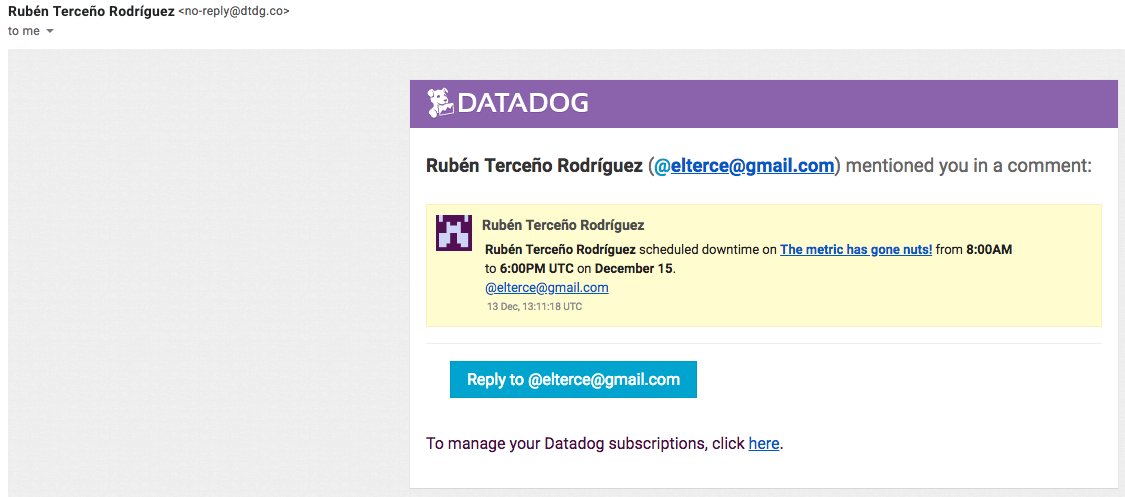 Rubén Terceño Rodríguez <no-reply@dtdg.co>
to me
DATADOG
Rubén Terceño Rodríguez (@elterce@gmail.com) mentioned you in a comment:
Rubén Terceño Rodríguez
Rubén Terceño Rodríguez scheduled downtime on The metric has gone nuts! from 8:00AM
to 6:00PM UTC on December 15.
@elterce@gmail.com
13 Dec, 13:11:18 UTC
Reply to @elterce@gmail.com
To manage your Datadog subscriptions, click here.